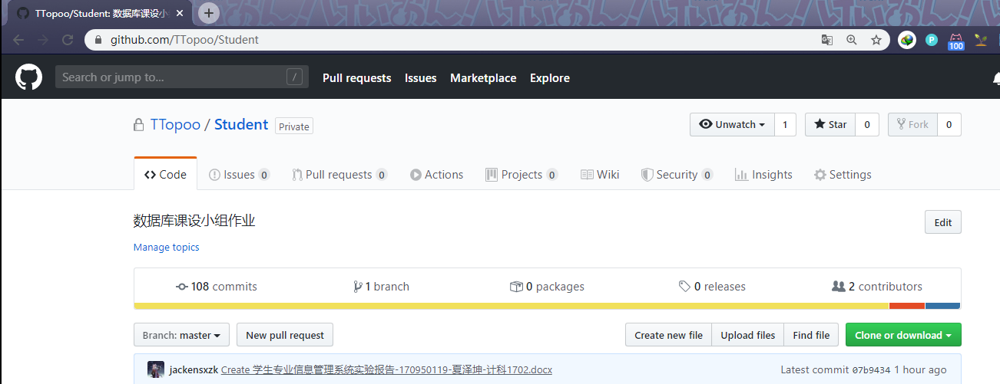 TTopoo/Student: 数据库课设小
github.com/TTopoo/Student
P
100
Search or jump to... /
Pull requests Issues Marketplace Explore
TTopoo / Student Private
Unwatch 1 Star 0 Fork 0
Code Issues 0 Pull requests 0 Actions Projects 0 Wiki Security 0 Insights Settings
数据库课设小组作业
Edit
Manage topics
108 commits 1 branch 0 packages 0 releases 2 contributors
Branch: master New pull request Create new file Upload files Find file Clone or download
jackensxzk Create 学生专业信息管理系统实验报告-170950119-夏泽坤-计科1702.docx Latest commit 07b9434 1 hour ago